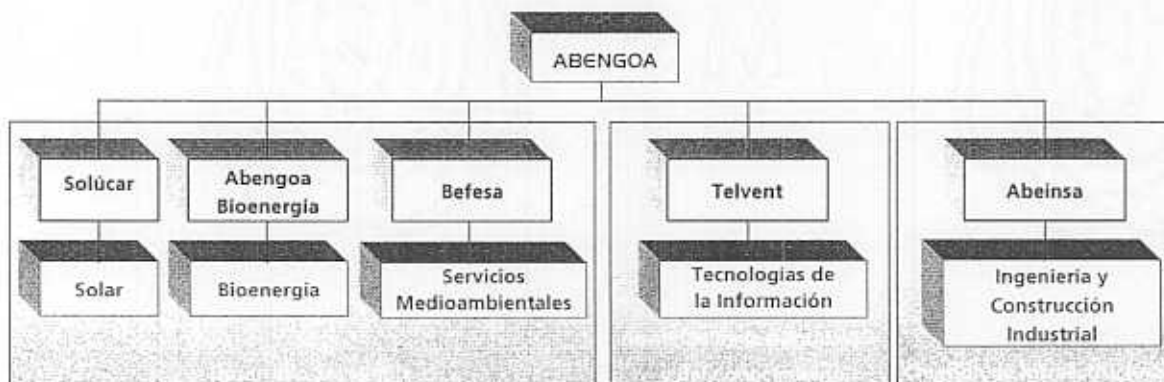 ABENGOA
Solúcar
Abengoa
Bioenergía
Befesa
Telvent
Abeinsa
Solar
Bioenergía
Servicios
Medioambientales
Tecnologías de
la Información
Ingeniería y
Construcción
Industrial